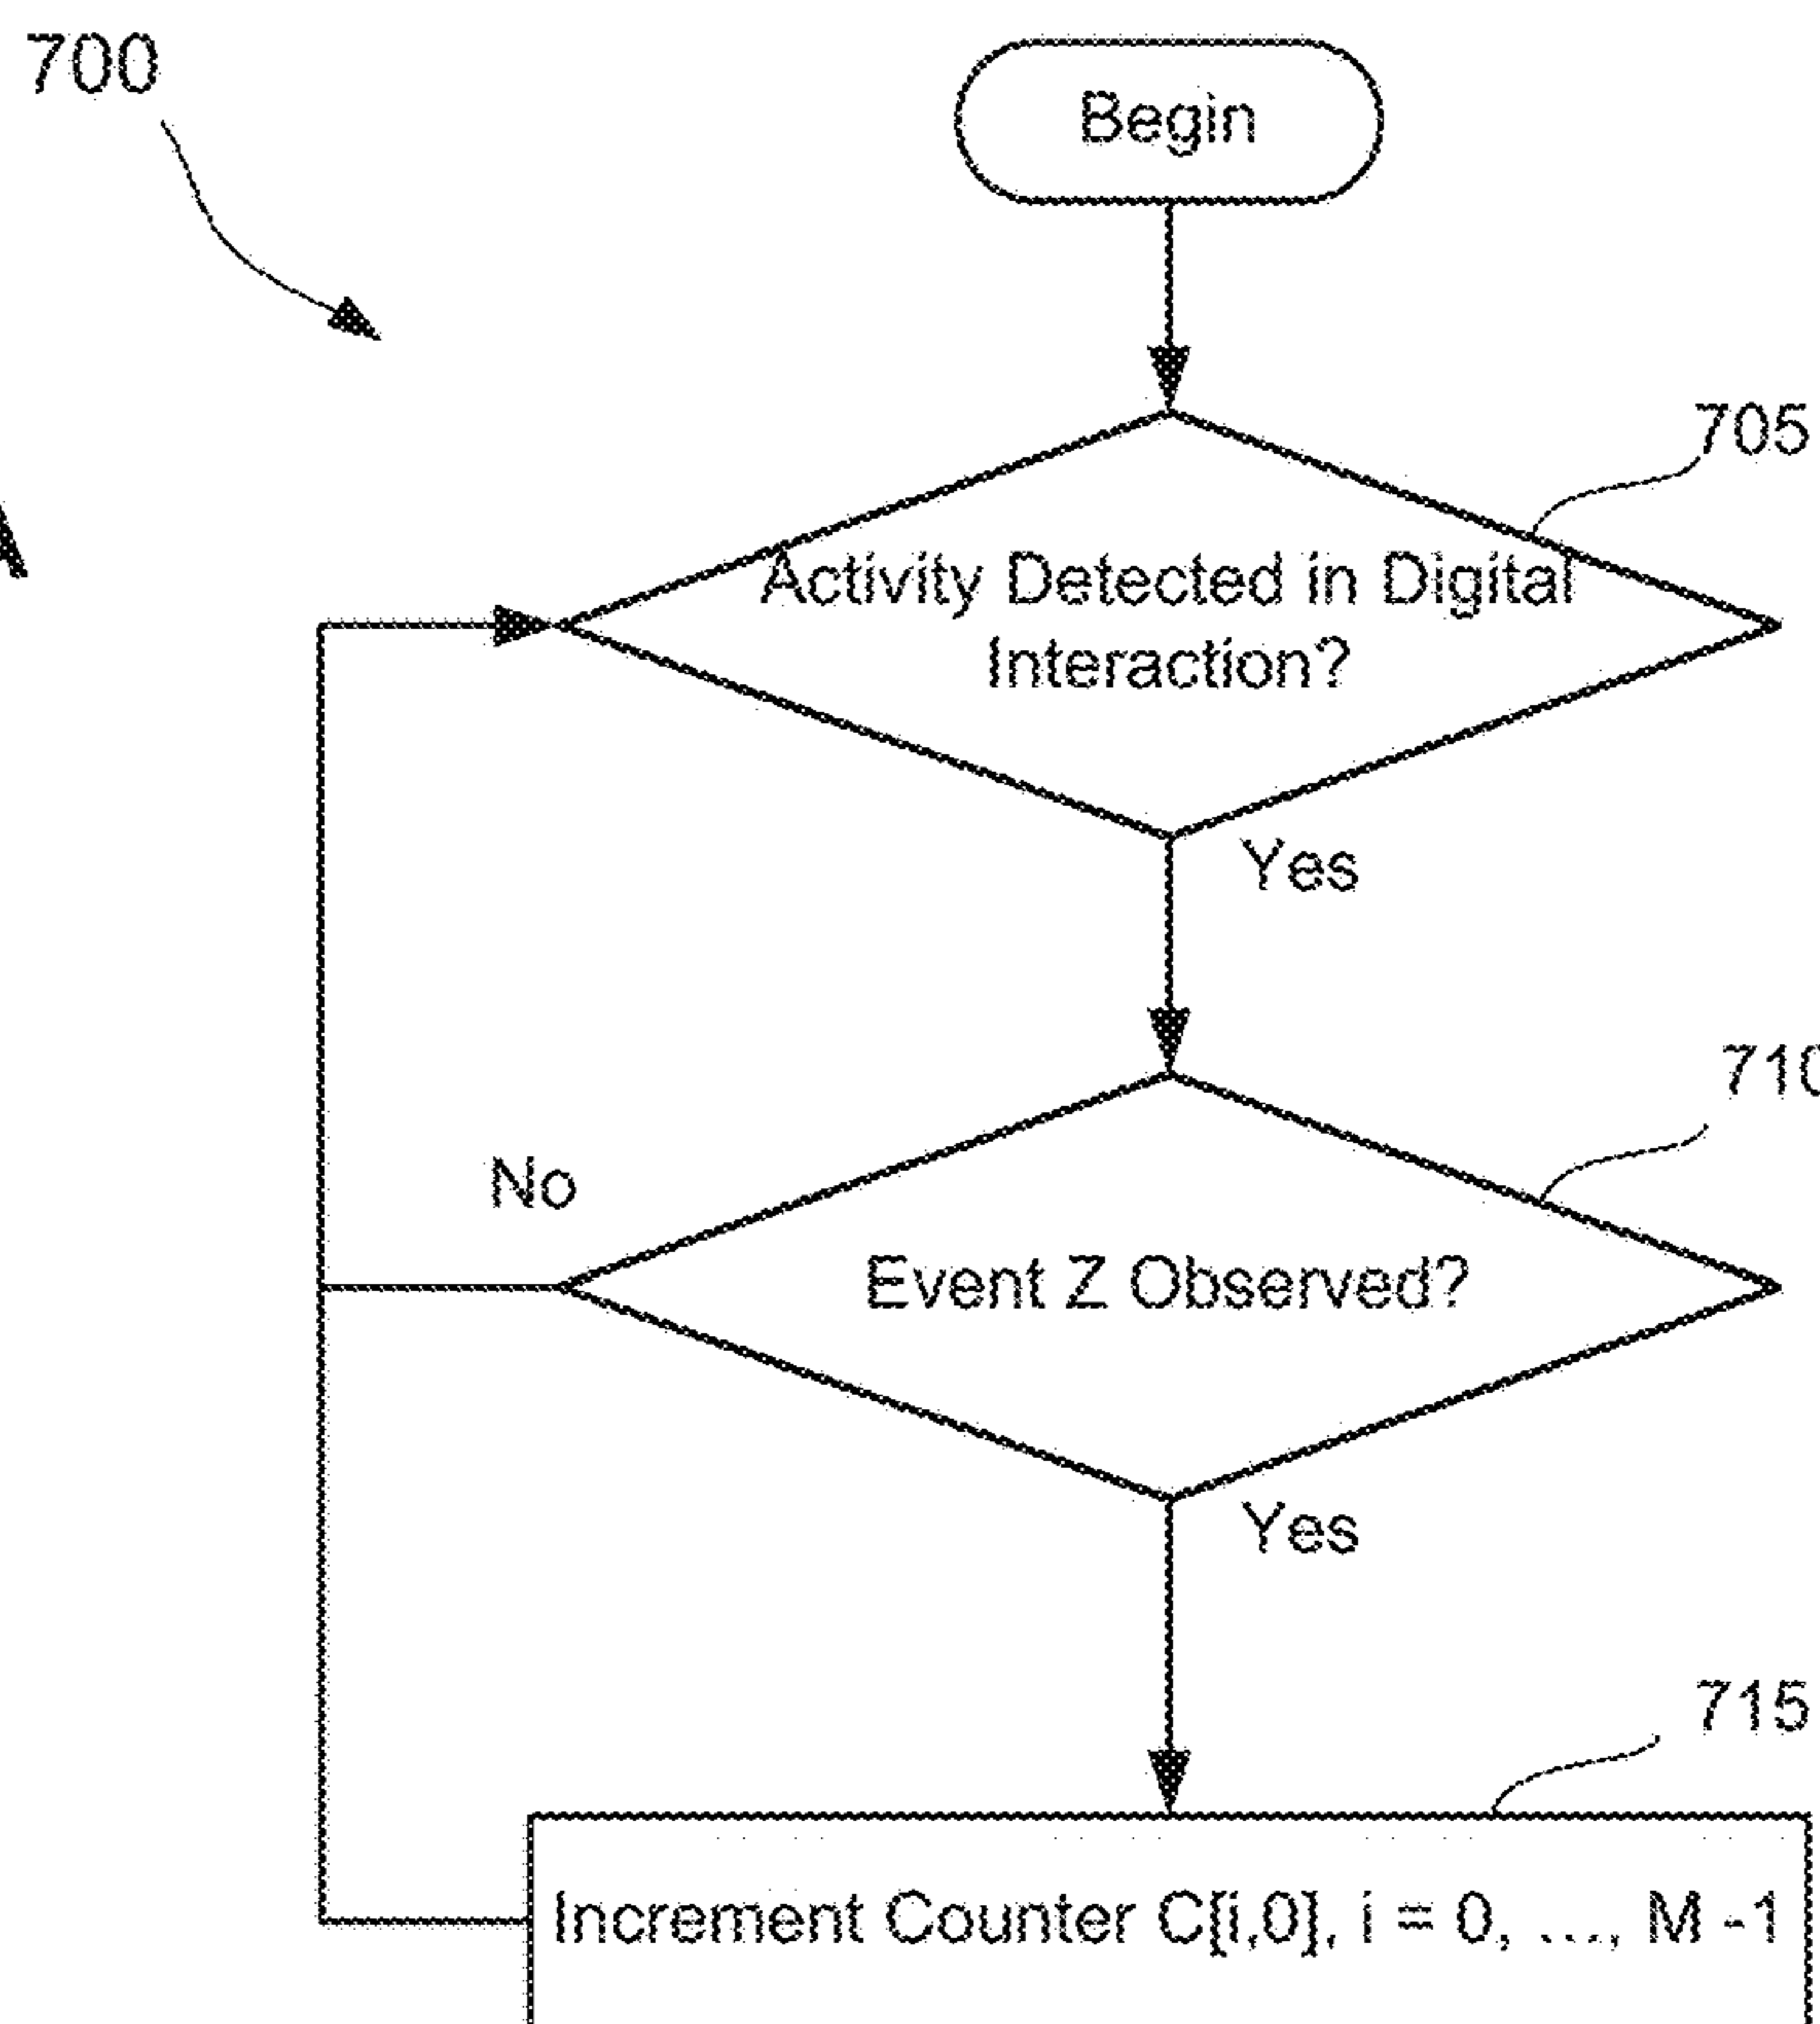 700
Begin
705
Activity Detected in Digital
Interaction?
Yes
710
No
Event Z Observed?
Yes
715
Increment Counter C[i,0], i = 0, ..., M -1